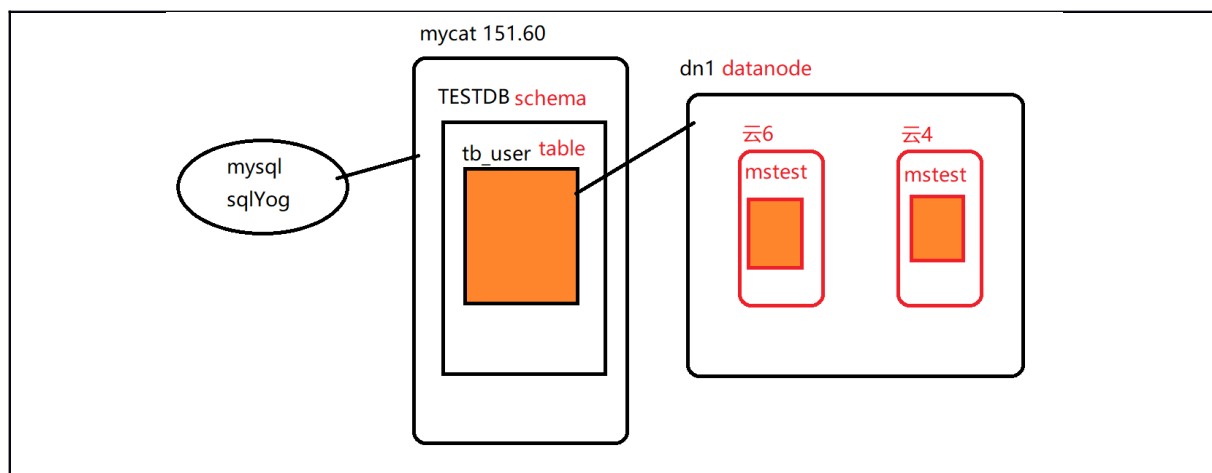 mycat 151.60
dn1 datanode
TESTDB schema
云6
云4
tb_user table
mysql
mstest
mstest
sqlYog